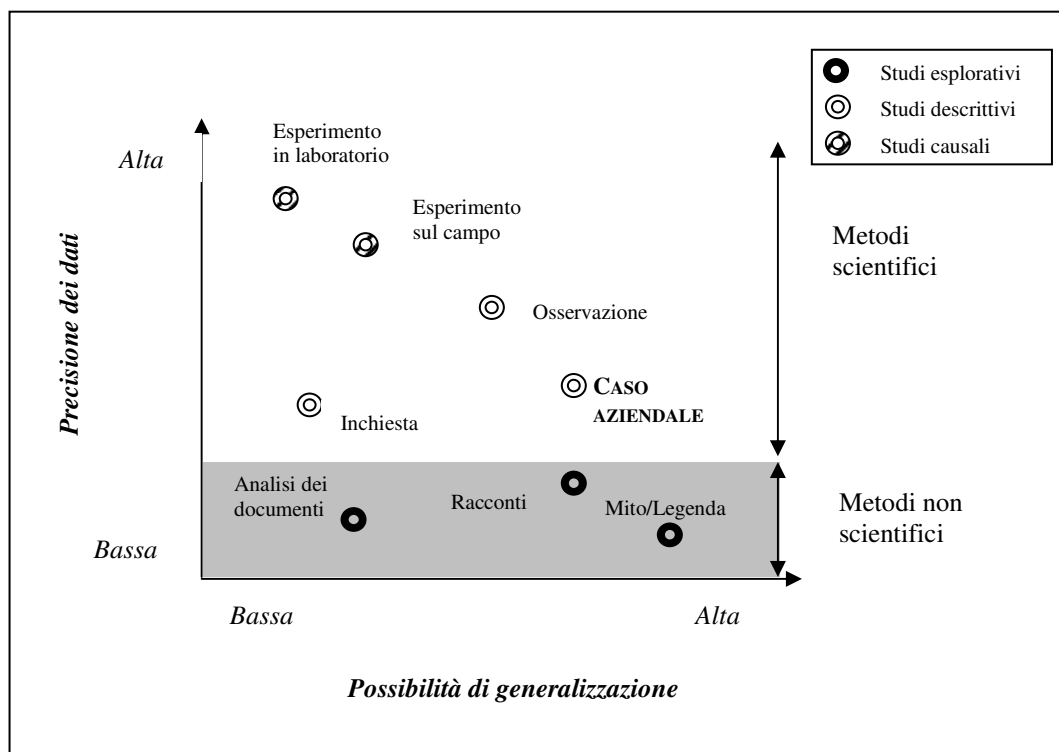 Studi esplorativi
Studi descrittivi
Studi causali
Esperimento
in laboratorio
Alta
Esperimento
sul campo
Metodi
scientifici
Precisione dei dati
Osservazione
CASO
AZIENDALE
Inchiesta
Analisi dei
documenti
Racconti
Mito/Legenda
Metodi non
scientifici
Bassa
Bassa
Alta
Possibilità di generalizzazione